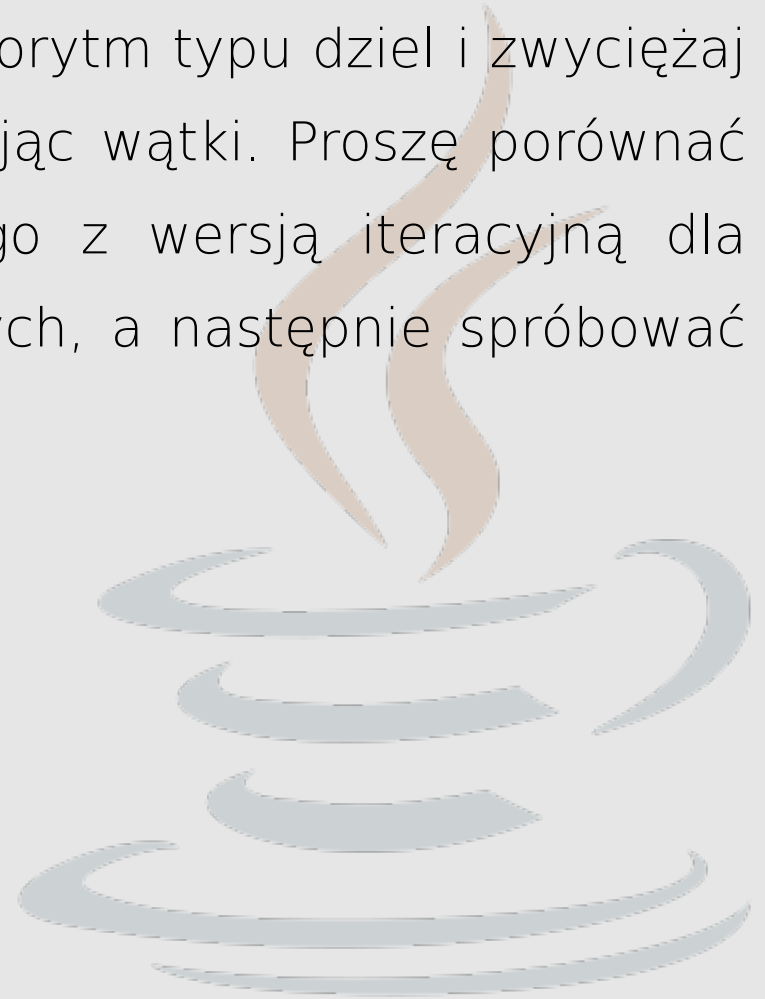 orytm typu dziel i zwyciężaj
jąc wątki. Proszę porównać
go z wersją iteracyjną dla
ych, a następnie spróbować